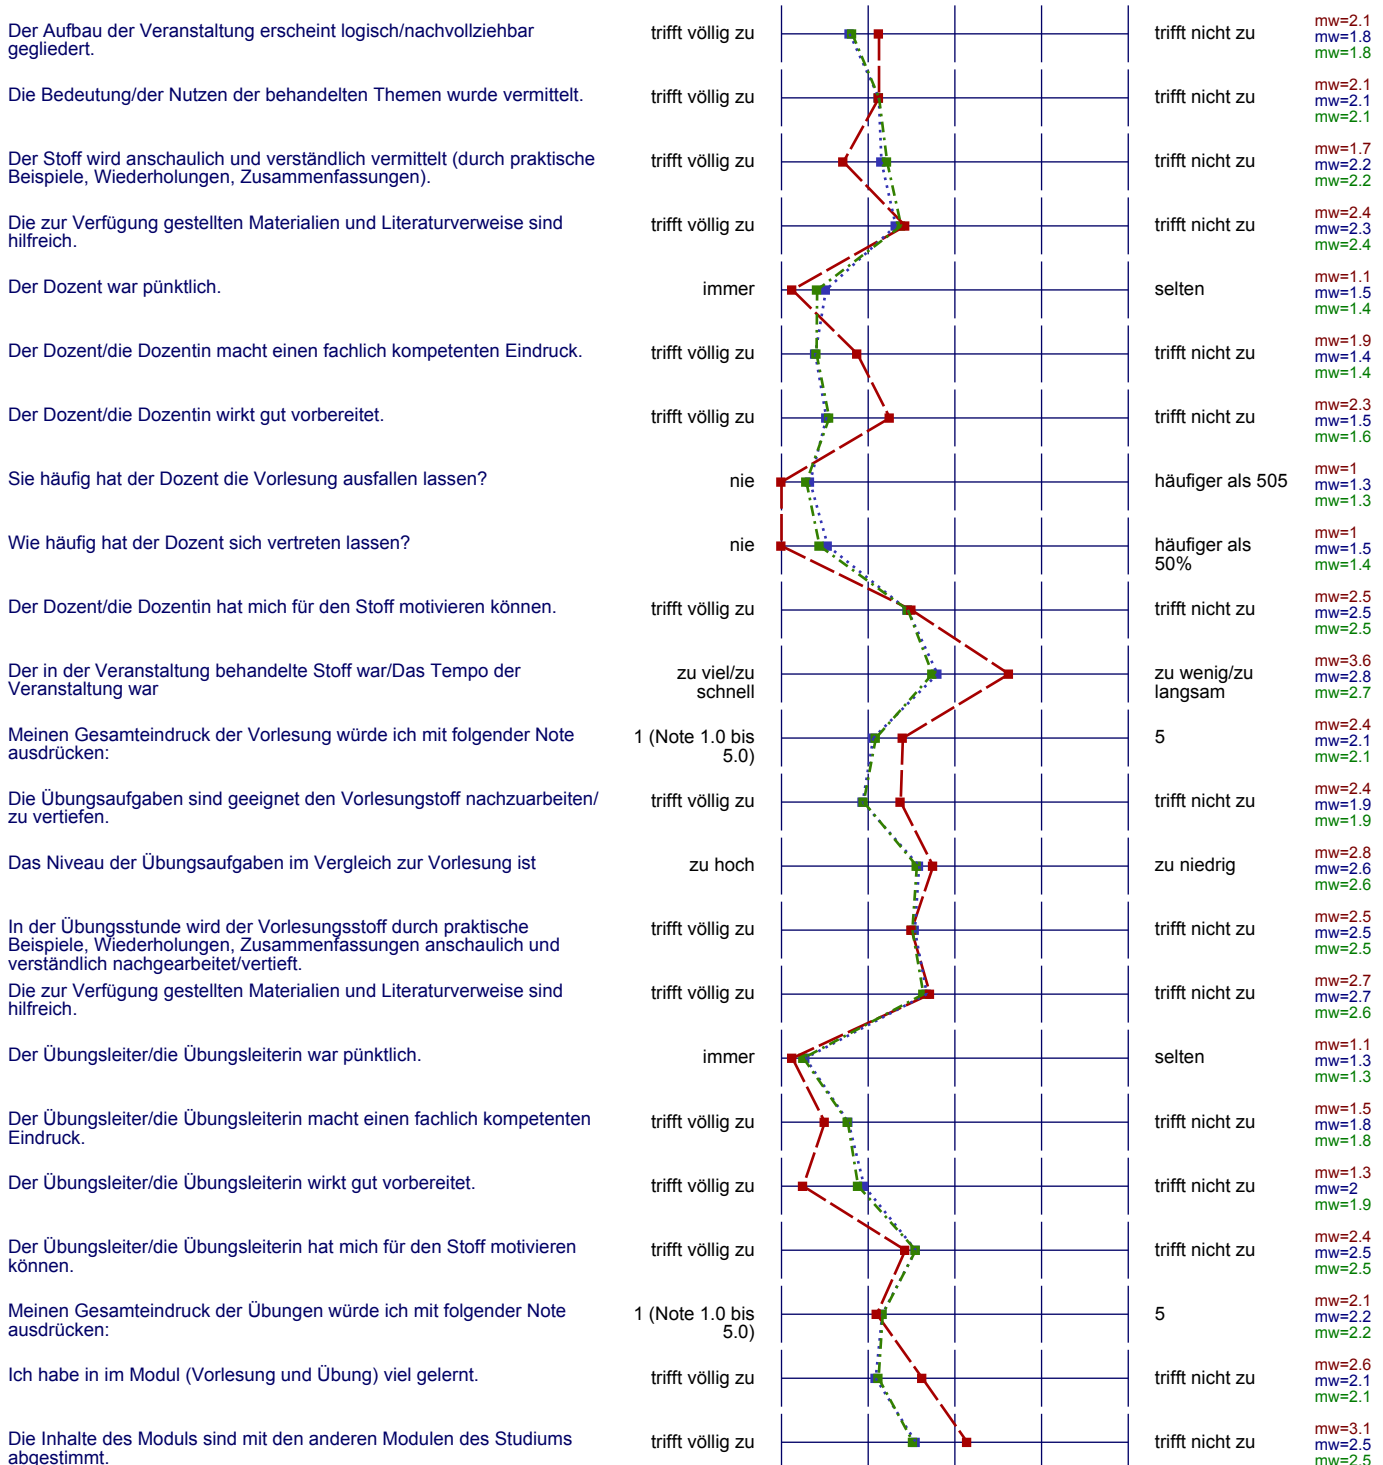 Der Aufbau der Veranstaltung erscheint logisch/nachvollziehbar
gegliedert.
trifft völlig zu
trifft nicht zu
mw=2.1
mw=1.8
mw=1.8
Die Bedeutung/der Nutzen der behandelten Themen wurde vermittelt.
trifft völlig zu
trifft nicht zu
mw=2.1
mw=2.1
mw=2.1
Der Stoff wird anschaulich und verständlich vermittelt (durch praktische
Beispiele, Wiederholungen, Zusammenfassungen).
trifft völlig zu
trifft nicht zu
mw=1.7
mw=2.2
mw=2.2
Die zur Verfügung gestellten Materialien und Literaturverweise sind
hilfreich.
trifft völlig zu
trifft nicht zu
mw=2.4
mw=2.3
mw=2.4
Der Dozent war pünktlich.
immer
selten
mw=1.1
mw=1.5
mw=1.4
Der Dozent/die Dozentin macht einen fachlich kompetenten Eindruck.
trifft völlig zu
trifft nicht zu
mw=1.9
mw=1.4
mw=1.4
Der Dozent/die Dozentin wirkt gut vorbereitet.
trifft völlig zu
trifft nicht zu
mw=2.3
mw=1.5
mw=1.6
Sie häufig hat der Dozent die Vorlesung ausfallen lassen?
nie
häufiger als 505
mw=1
mw=1.3
mw=1.3
Wie häufig hat der Dozent sich vertreten lassen?
nie
häufiger als
50%
mw=1
mw=1.5
mw=1.4
Der Dozent/die Dozentin hat mich für den Stoff motivieren können.
trifft völlig zu
trifft nicht zu
mw=2.5
mw=2.5
mw=2.5
Der in der Veranstaltung behandelte Stoff war/Das Tempo der
Veranstaltung war
zu viel/zu
schnell
zu wenig/zu
langsam
mw=3.6
mw=2.8
mw=2.7
Meinen Gesamteindruck der Vorlesung würde ich mit folgender Note
ausdrücken:
1 (Note 1.0 bis
5.0)
5
mw=2.4
mw=2.1
mw=2.1
Die Übungsaufgaben sind geeignet den Vorlesungstoff nachzuarbeiten/
zu vertiefen.
trifft völlig zu
trifft nicht zu
mw=2.4
mw=1.9
mw=1.9
Das Niveau der Übungsaufgaben im Vergleich zur Vorlesung ist
zu hoch
zu niedrig
mw=2.8
mw=2.6
mw=2.6
In der Übungsstunde wird der Vorlesungsstoff durch praktische
Beispiele, Wiederholungen, Zusammenfassungen anschaulich und
verständlich nachgearbeitet/vertieft.
trifft völlig zu
trifft nicht zu
mw=2.5
mw=2.5
mw=2.5
Die zur Verfügung gestellten Materialien und Literaturverweise sind
hilfreich.
trifft völlig zu
trifft nicht zu
mw=2.7
mw=2.7
mw=2.6
Der Übungsleiter/die Übungsleiterin war pünktlich.
immer
selten
mw=1.1
mw=1.3
mw=1.3
Der Übungsleiter/die Übungsleiterin macht einen fachlich kompetenten
Eindruck.
trifft völlig zu
trifft nicht zu
mw=1.5
mw=1.8
mw=1.8
Der Übungsleiter/die Übungsleiterin wirkt gut vorbereitet.
trifft völlig zu
trifft nicht zu
mw=1.3
mw=2
mw=1.9
Der Übungsleiter/die Übungsleiterin hat mich für den Stoff motivieren
können.
trifft völlig zu
trifft nicht zu
mw=2.4
mw=2.5
mw=2.5
Meinen Gesamteindruck der Übungen würde ich mit folgender Note
ausdrücken:
1 (Note 1.0 bis
5.0)
5
mw=2.1
mw=2.2
mw=2.2
Ich habe in im Modul (Vorlesung und Übung) viel gelernt.
trifft völlig zu
trifft nicht zu
mw=2.6
mw=2.1
mw=2.1
Die Inhalte des Moduls sind mit den anderen Modulen des Studiums
abgestimmt.
trifft völlig zu
trifft nicht zu
mw=3.1
mw=2.5
mw=2.5